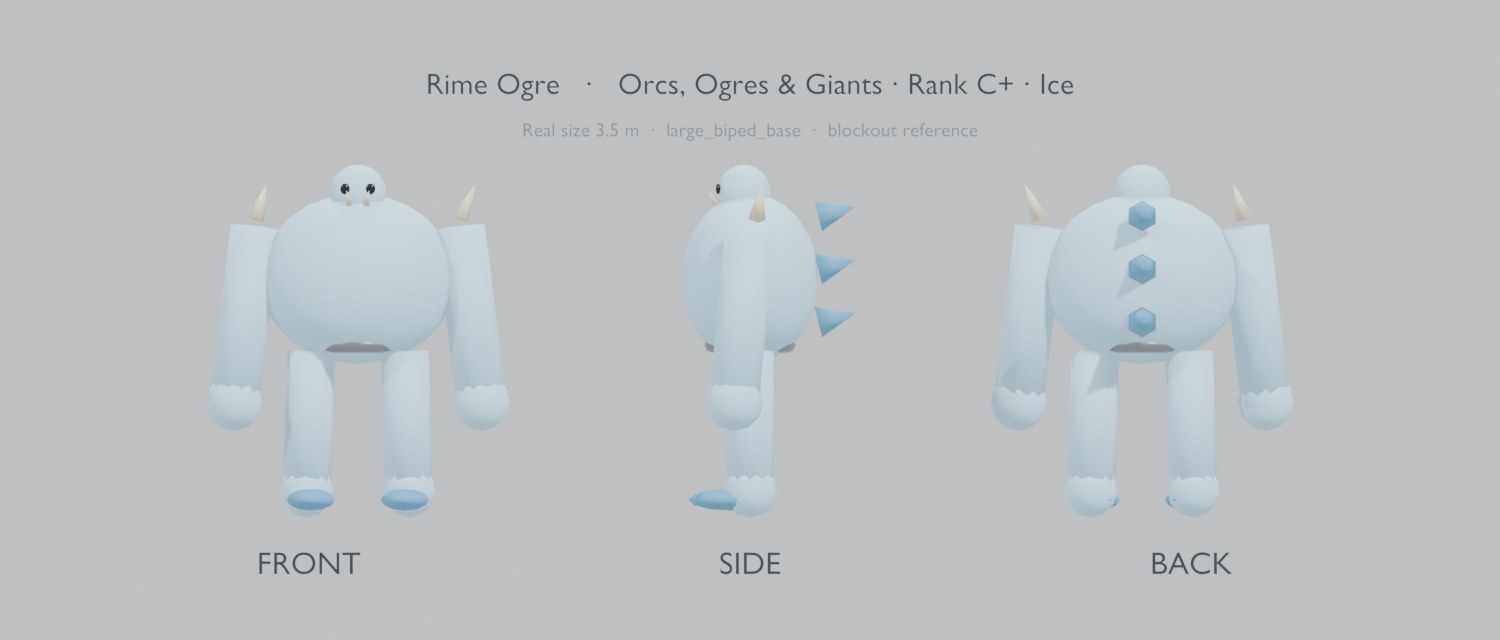 Rime Ogre · Orcs, Ogres & Giants · Rank C+ · Ice
Real size 3.5 m · large_biped_base · blockout reference
FRONT SIDE BACK